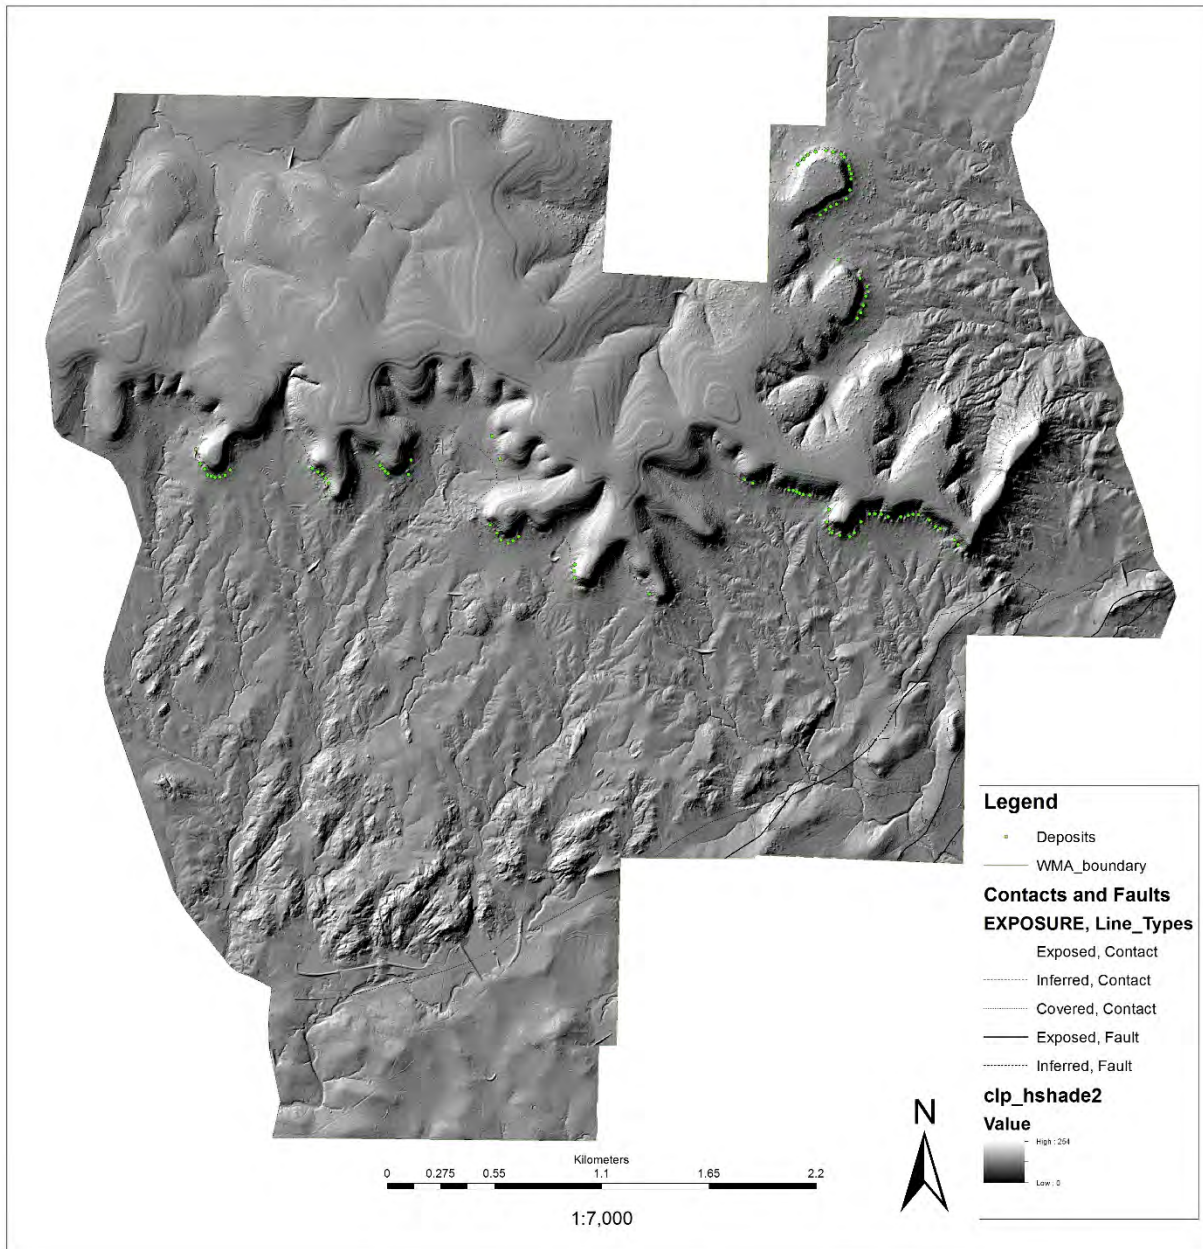 Legend
Deposits
WMA_boundary
Contacts and Faults
EXPOSURE, Line_Types
Exposed, Contact
Inferred, Contact
Covered, Contact
Exposed, Fault
Inferred, Fault
clp_hshade2
Value
High : 254
Low : 0
N
Kilometers
0 0.275 0.55 1.1 1.65 2.2
1:7,000